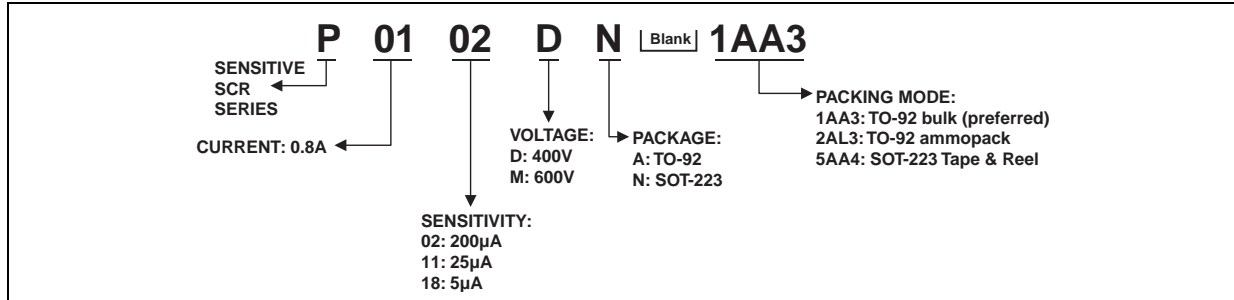 P 01 02 D N Blank 1AA3
SENSITIVE
SCR
SERIES
CURRENT: 0.8A
SENSITIVITY:
02: 200µA
11: 25µA
18: 5µA
VOLTAGE:
D: 400V
M: 600V
PACKAGE:
A: TO-92
N: SOT-223
PACKING MODE:
1AA3: TO-92 bulk (preferred)
2AL3: TO-92 ammopack
5AA4: SOT-223 Tape & Reel